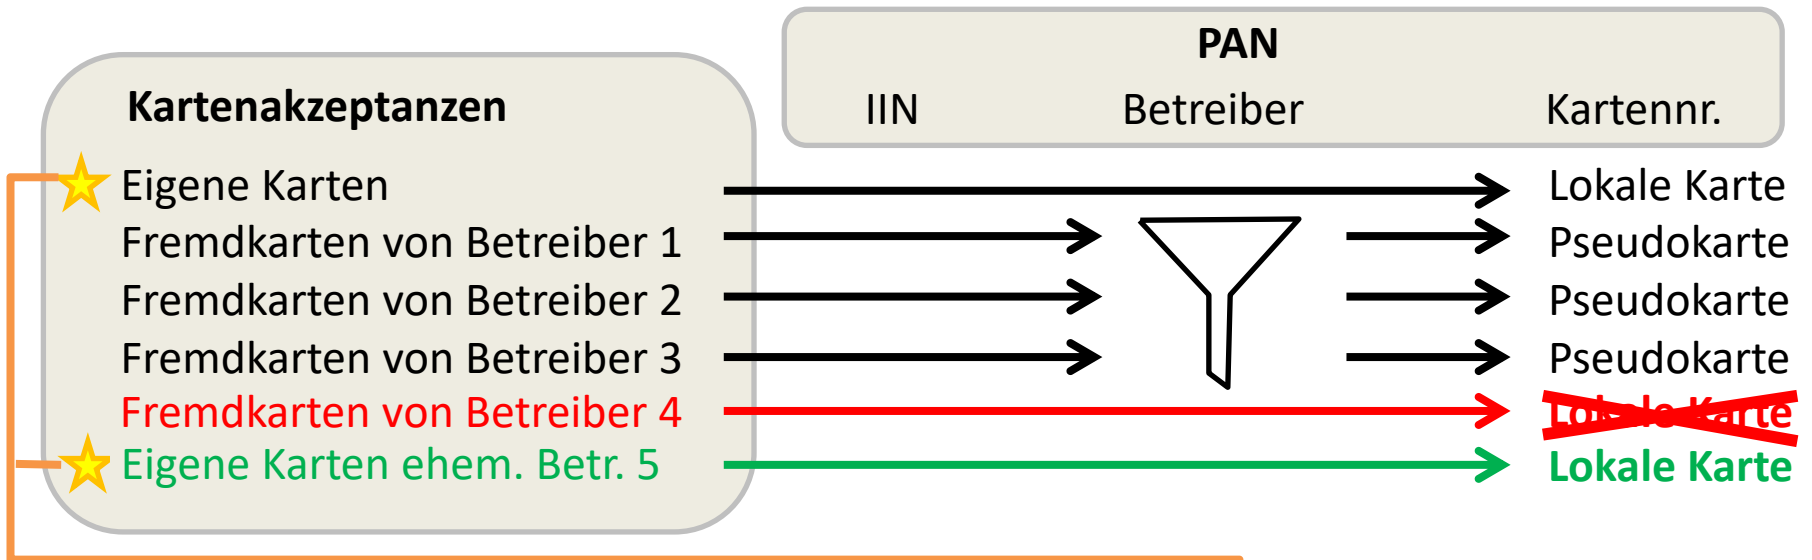 PAN
Kartenakzeptanzen
IIN Betreiber Kartennr.
Eigene Karten Lokale Karte
Fremdkarten von Betreiber 1 Pseudokarte
Fremdkarten von Betreiber 2 Pseudokarte
Fremdkarten von Betreiber 3 Pseudokarte
Fremdkarten von Betreiber 4 Lokale Karte
Eigene Karten ehem. Betr. 5 Lokale Karte